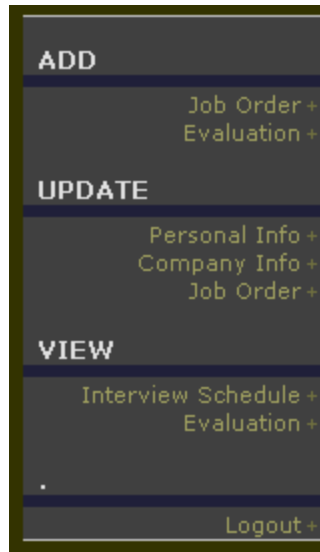 ADD
Job Order +
Evaluation +
UPDATE
Personal Info +
Company Info +
Job Order +
VIEW
Interview Schedule +
Evaluation +
.
Logout +